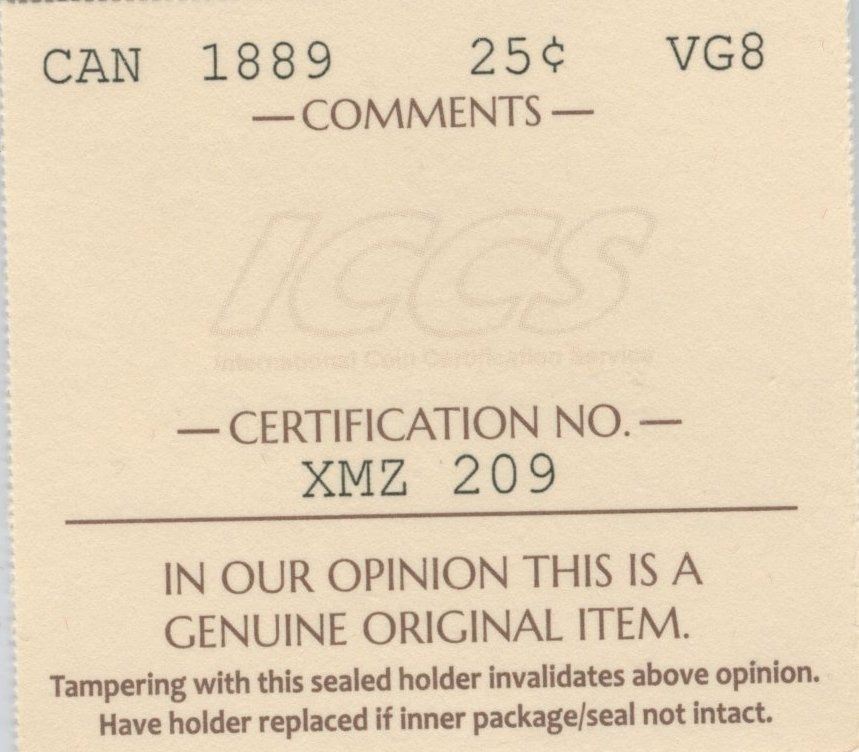 CAN 1889 25¢ VG8
— COMMENTS —
ICCS
International Coin Certification Service
— CERTIFICATION NO. —
XMZ 209
IN OUR OPINION THIS IS A
GENUINE ORIGINAL ITEM.
Tampering with this sealed holder invalidates above opinion.
Have holder replaced if inner package/seal not intact.